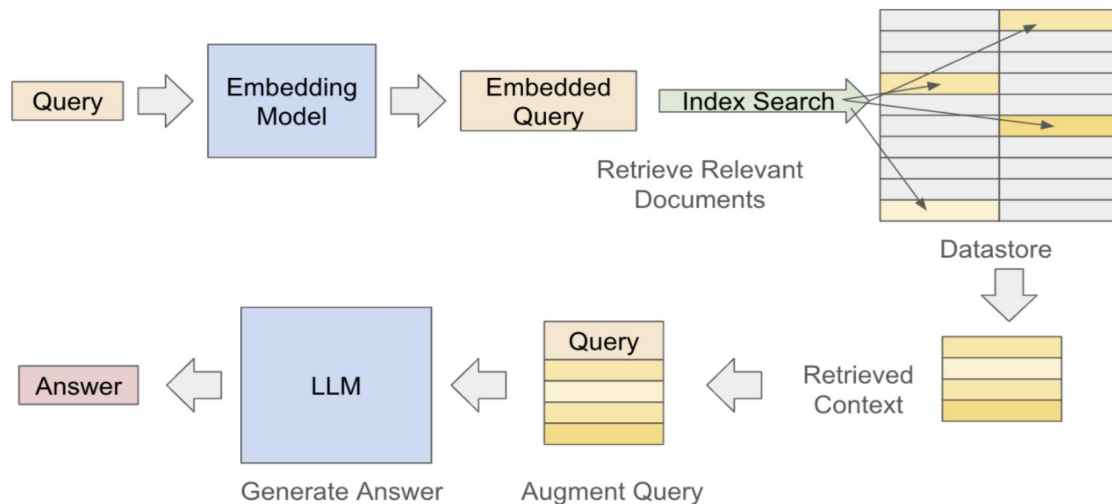 Query
Embedding
Model
Embedded
Query
Index Search
Retrieve Relevant
Documents
Datastore
Retrieved
Context
Query
Augment Query
LLM
Generate Answer
Answer